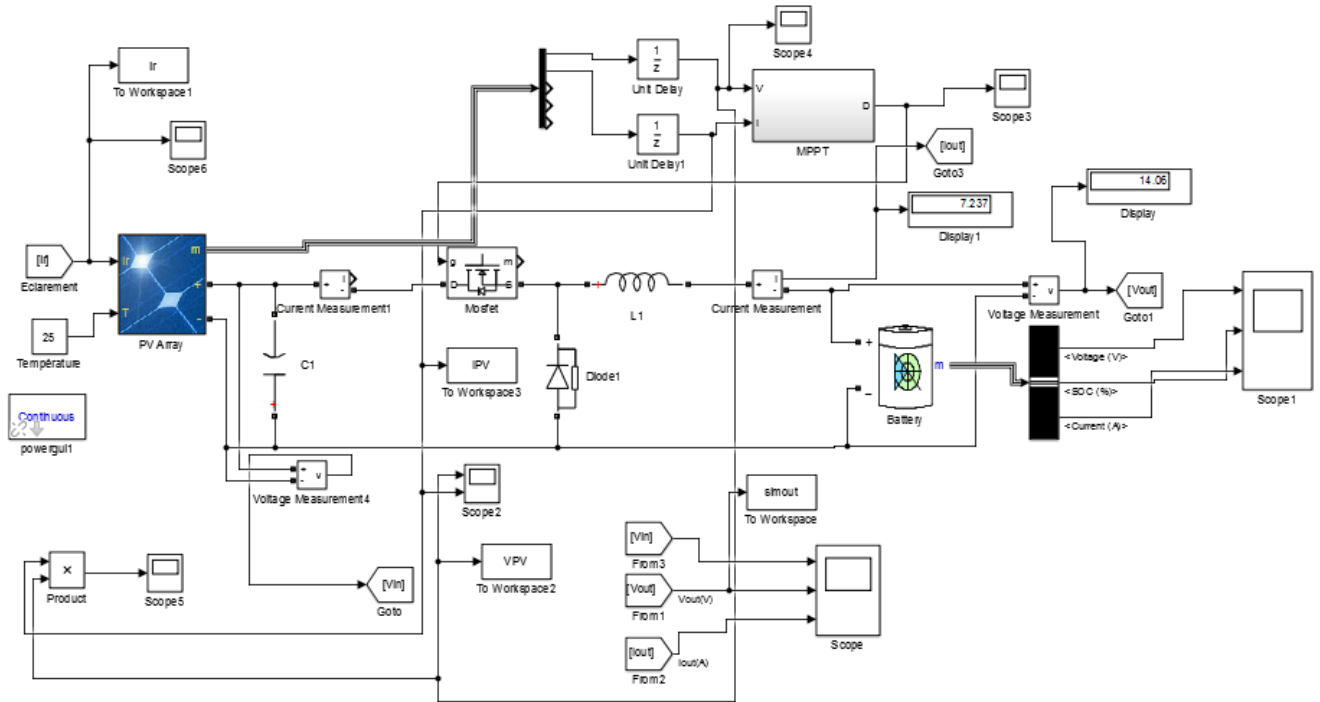 Ir
To Workspace1
Scope6
[Ir]
Eclarement
25
Température
Ir
T
m
+
-
PV Array
Continuous
powergui1
1
z
Unit Delay
1
z
Unit Delay1
Scope4
V
I
D
MPPT
Scope3
[Iout]
Goto3
7.237
Display1
14.06
Display
+
-
i
Current Measurement1
g
m
D
S
Mosfet
+
L1
+
-
i
Current Measurement
+
-
v
Voltage Measurement
[Vout]
Goto1
C1
+
IPV
To Workspace3
Diode1
+
_
m
Battery
<Voltage (V)>
<SOC (%)>
<Current (A)>
Scope1
+
-
v
Voltage Measurement4
Scope2
simout
To Workspace
×
Product
Scope5
[Vin]
Goto
VPV
To Workspace2
[Vin]
From3
[Vout]
From1
Vout(V)
[Iout]
From2
Iout(A)
Scope